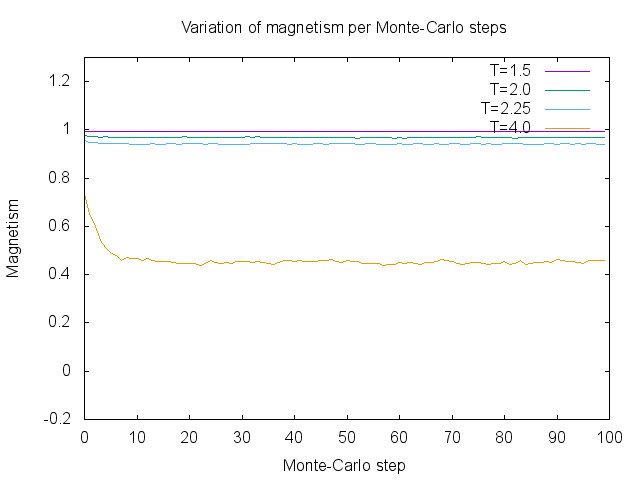 Variation of magnetism per Monte-Carlo steps
T=1.5
T=2.0
T=2.25
T=4.0
1.2
1
0.8
0.6
0.4
0.2
0
-0.2
Magnetism
0 10 20 30 40 50 60 70 80 90 100
Monte-Carlo step